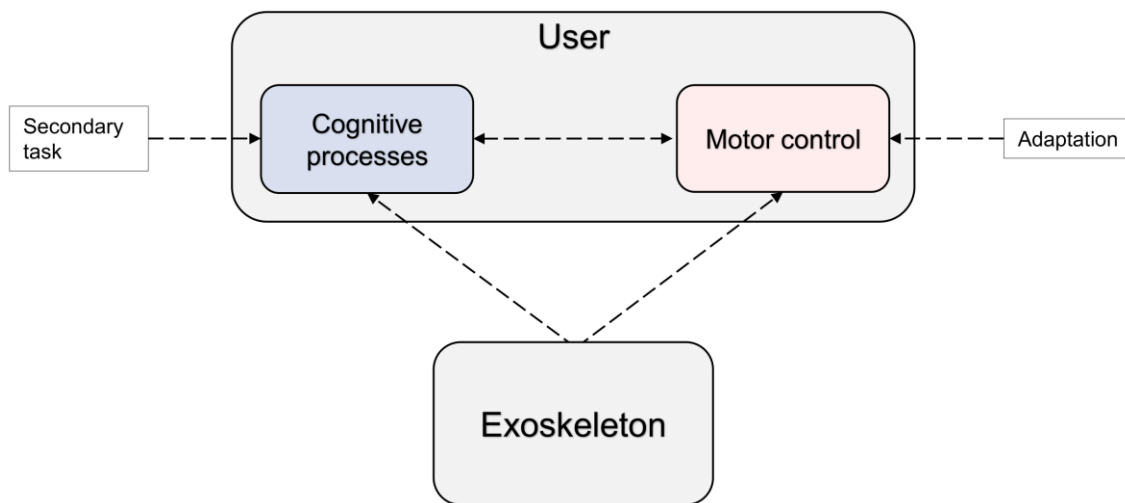 User
Secondary
task
Cognitive
processes
Motor control
Adaptation
Exoskeleton